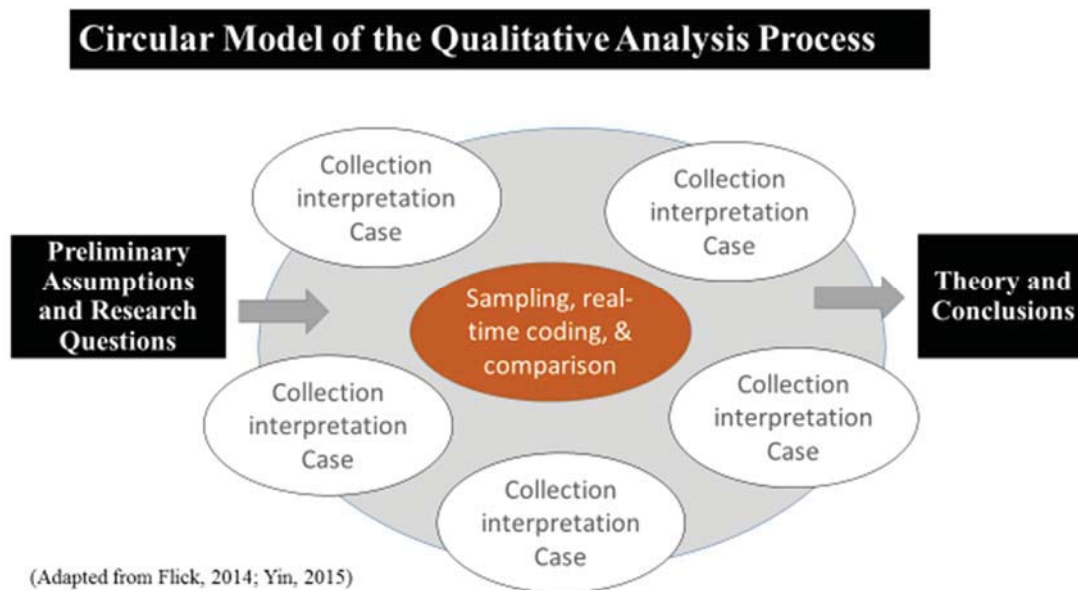 Circular Model of the Qualitative Analysis Process
Collection
interpretation
Case
Collection
interpretation
Case
Preliminary
Assumptions
and Research
Questions
Sampling, real-
time coding, &
comparison
Theory and
Conclusions
Collection
interpretation
Case
Collection
interpretation
Case
Collection
interpretation
Case
(Adapted from Flick, 2014; Yin, 2015)